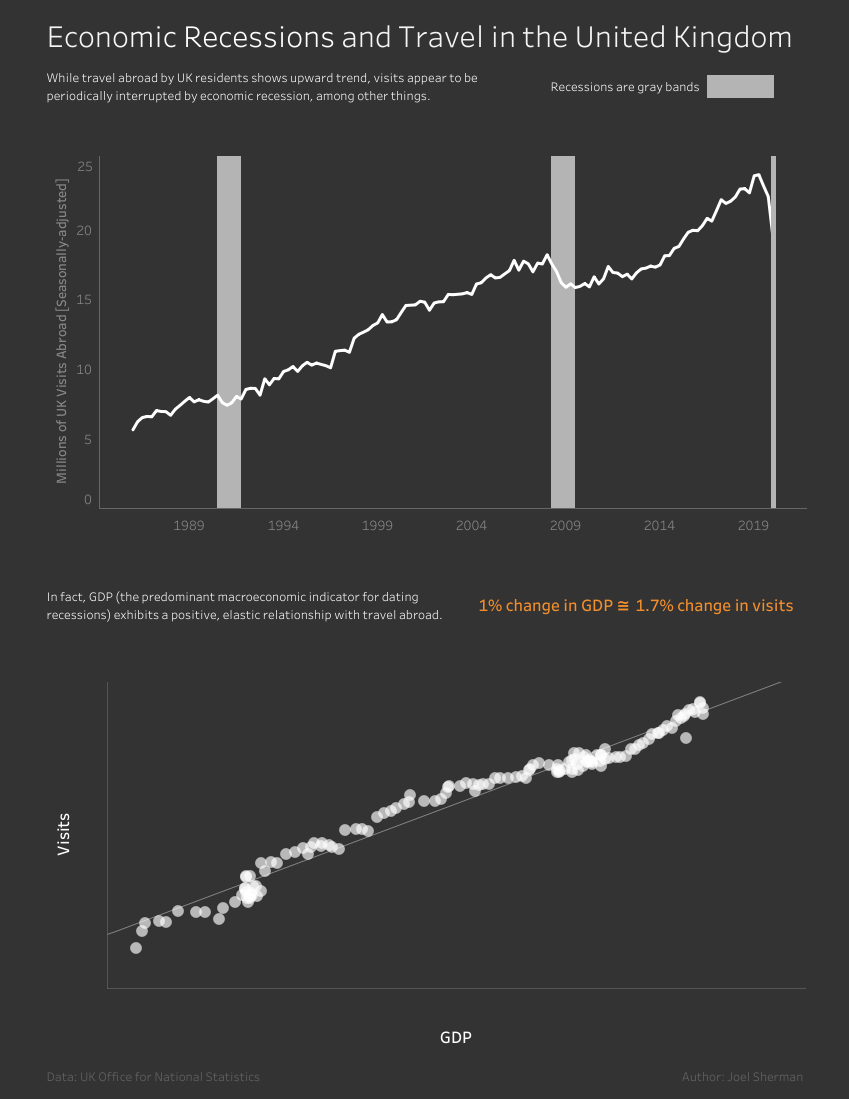 Economic Recessions and Travel in the United Kingdom
While travel abroad by UK residents shows upward trend, visits appear to be
periodically interrupted by economic recession, among other things.
Recessions are gray bands
Millions of UK Visits Abroad [Seasonally-adjusted]
25
20
15
10
5
0
1989 1994 1999 2004 2009 2014 2019
In fact, GDP (the predominant macroeconomic indicator for dating
recessions) exhibits a positive, elastic relationship with travel abroad.
1% change in GDP ≅ 1.7% change in visits
Visits
GDP
Data: UK Office for National Statistics
Author: Joel Sherman